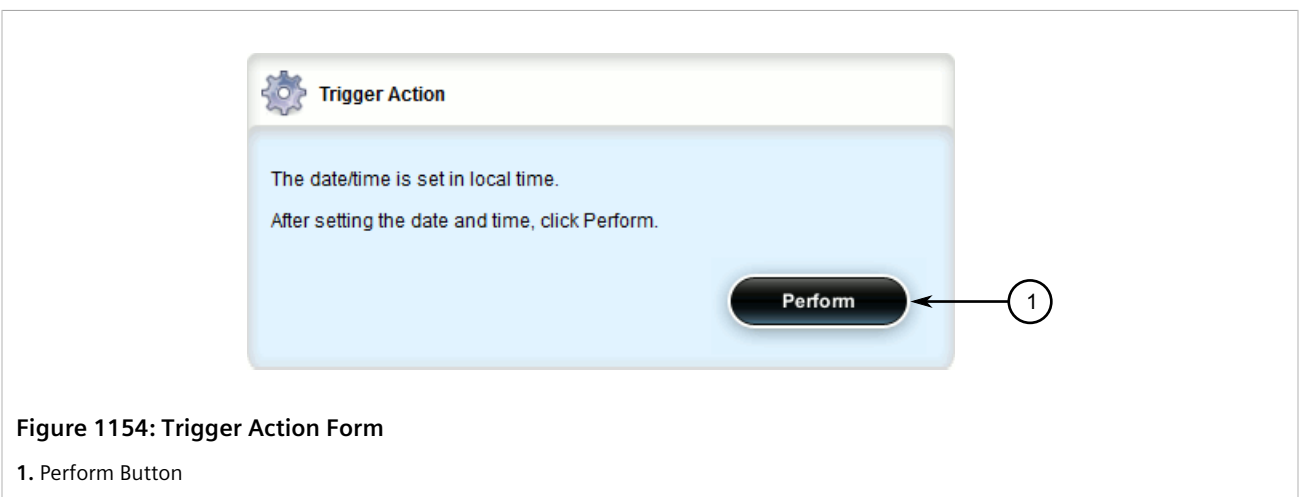 Trigger Action
The date/time is set in local time.
After setting the date and time, click Perform.
Perform
1
Figure 1154: Trigger Action Form
1. Perform Button